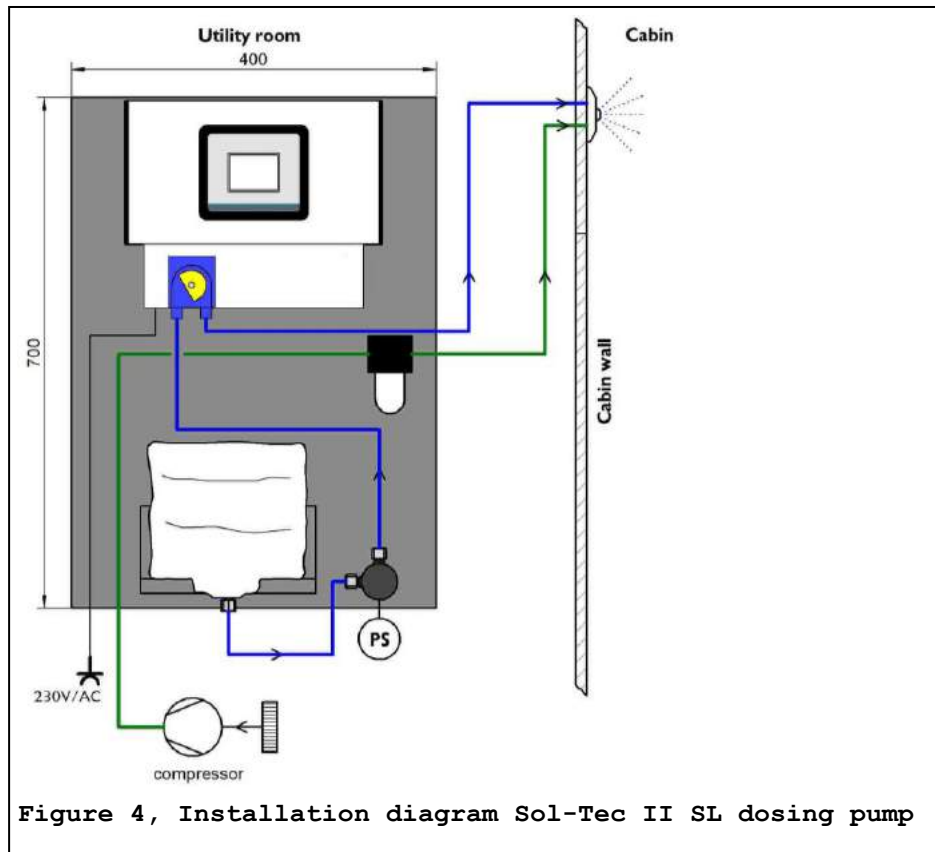 Utility room
Cabin
400
700
Cabin wall
PS
230V/AC
compressor
Figure 4, Installation diagram Sol-Tec II SL dosing pump